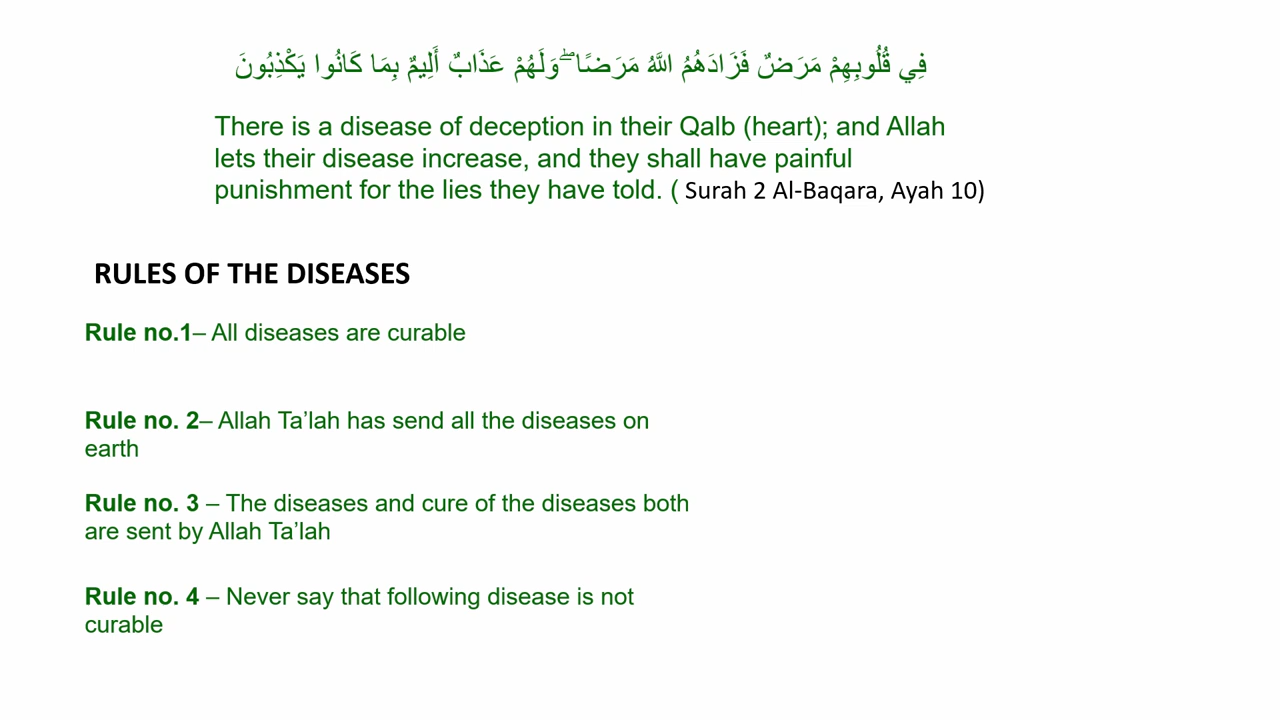 فِي قُلُوبِهِمْ مَرَضٌ فَزَادَهُمُ اللَّهُ مَرَضًا ۖ وَلَهُمْ عَذَابٌ أَلِيمٌ بِمَا كَانُوا يَكْذِبُونَ
There is a disease of deception in their Qalb (heart); and Allah
lets their disease increase, and they shall have painful
punishment for the lies they have told. ( Surah 2 Al-Baqara, Ayah 10)
RULES OF THE DISEASES
Rule no.1– All diseases are curable
Rule no. 2– Allah Ta’lah has send all the diseases on
earth
Rule no. 3 – The diseases and cure of the diseases both
are sent by Allah Ta’lah
Rule no. 4 – Never say that following disease is not
curable